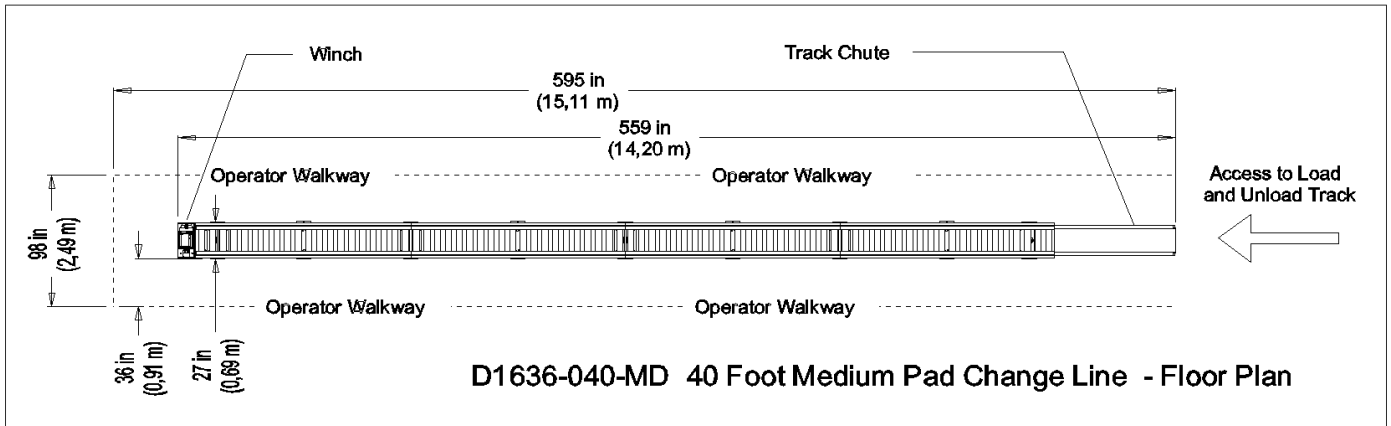 Winch
Track Chute
595 in
(15,11 m)
559 in
(14,20 m)
Operator Walkway
Operator Walkway
Access to Load
and Unload Track
98 in
(2,49 m)
Operator Walkway
Operator Walkway
36 in
(0,91 m)
27 in
(0,69 m)
D1636-040-MD 40 Foot Medium Pad Change Line - Floor Plan